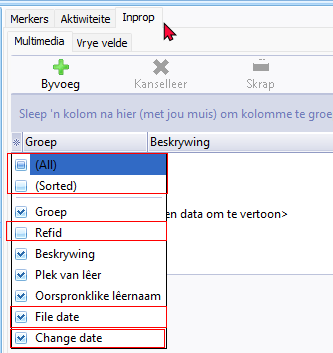 Merkers Aktiwiteite Inprop
Multimedia Vrye velde
Byvoeg Kanselleer Skrap
Sleep 'n kolom na hier (met jou muis) om kolomme te groe
Groep Beskrywing
(All)
(Sorted)
Groep
en data om te vertoon>
Refid
Beskrywing
Plek van lêer
Oorspronklike lêernaam
File date
Change date